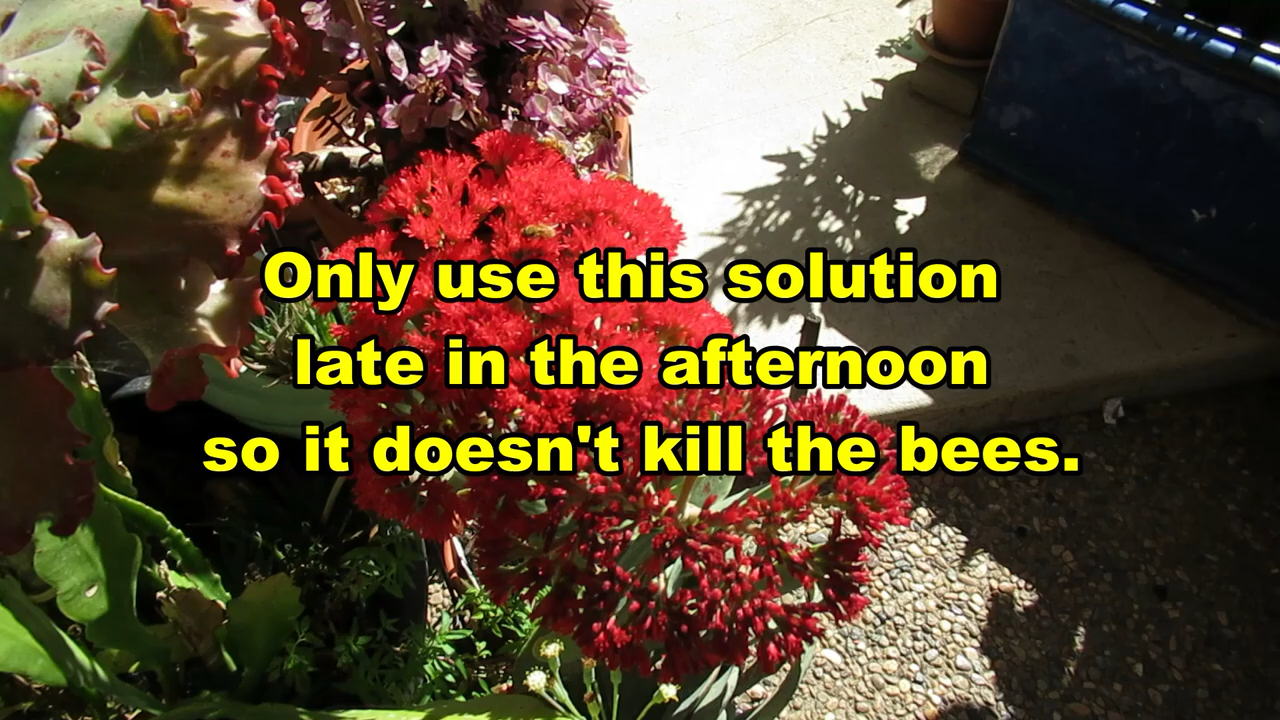 Only use this solution
late in the afternoon
so it doesn't kill the bees.